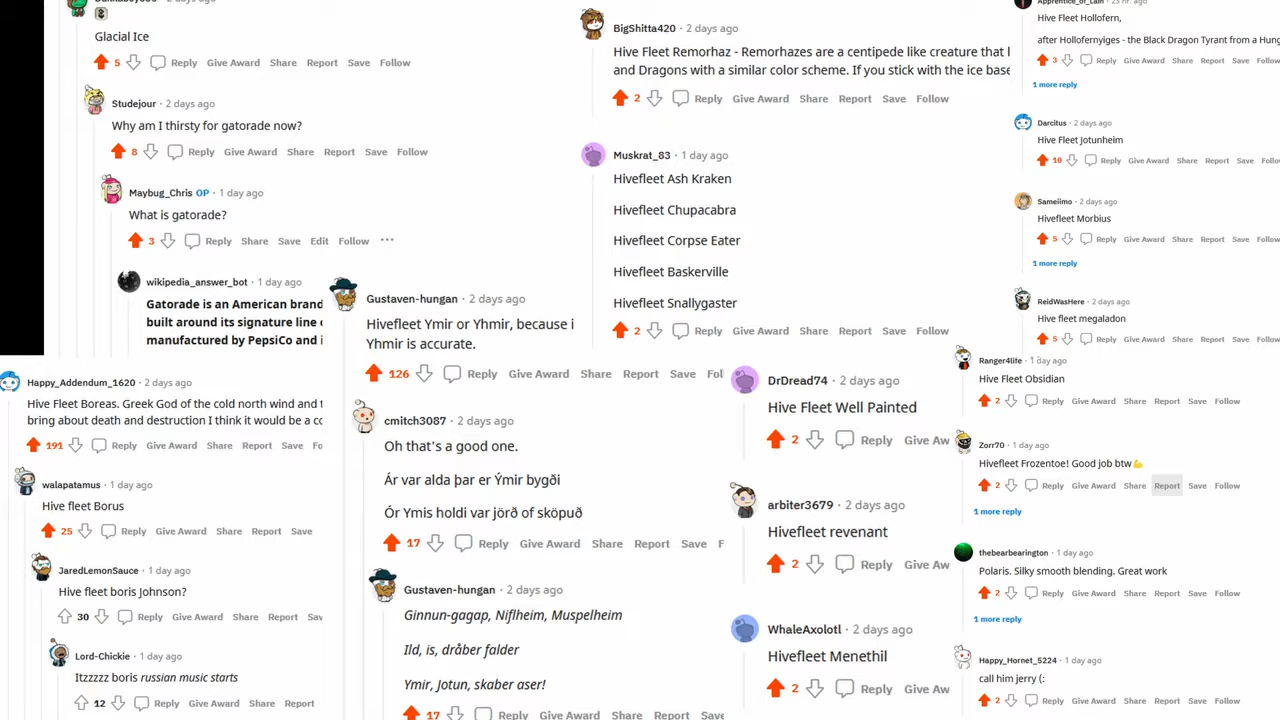 Glacial Ice
5 Reply Give Award Share Report Save Follow
Studejour · 2 days ago
Why am I thirsty for gatorade now?
8 Reply Give Award Share Report Save Follow
Maybug_Chris OP · 1 day ago
What is gatorade?
3 Reply Share Save Edit Follow ···
wikipedia_answer_bot · 1 day ago
Gatorade is an American brand
built around its signature line
manufactured by PepsiCo and i
Happy_Addendum_1620 · 2 days ago
Hive Fleet Boreas. Greek God of the cold north wind and t
bring about death and destruction I think it would be a co
191 Reply Give Award Share Report Save Fo
walapatamus · 1 day ago
Hive fleet Borus
25 Reply Give Award Share Report Save
JaredLemonSauce · 1 day ago
Hive fleet boris Johnson?
30 Reply Give Award Share Report Sav
Lord-Chickie · 1 day ago
Itzzzzz boris russian music starts
12 Reply Give Award Share Report
Gustaven-hungan · 2 days ago
Hivefleet Ymir or Yhmir, because i
Yhmir is accurate.
126 Reply Give Award Share Report Save Fol
cmitch3087 · 2 days ago
Oh that's a good one.
Ár var alda þar er Ýmir bygði
Ór Ymis holdi var jörð of sköpuð
17 Reply Give Award Share Report Save F
Gustaven-hungan · 2 days ago
Ginnun-gagap, Niflheim, Muspelheim
Ild, is, dråber falder
Ymir, Jotun, skaber aser!
17 Reply Give Award Share Report Save
BigShitta420 · 2 days ago
Hive Fleet Remorhaz - Remorhazes are a centipede like creature that l
and Dragons with a similar color scheme. If you stick with the ice base
2 Reply Give Award Share Report Save Follow
Muskrat_83 · 1 day ago
Hivefleet Ash Kraken
Hivefleet Chupacabra
Hivefleet Corpse Eater
Hivefleet Baskerville
Hivefleet Snallygaster
2 Reply Give Award Share Report Save Follow
DrDread74 · 2 days ago
Hive Fleet Well Painted
2 Reply Give Aw
arbiter3679 · 2 days ago
Hivefleet revenant
2 Reply Give Aw
WhaleAxolotl · 2 days ago
Hivefleet Menethil
2 Reply Give Aw
Apprentice_of_Lain · 23 hr. ago
Hive Fleet Hollofern,
after Hollofernyiges - the Black Dragon Tyrant from a Hung
3 Reply Give Award Share Report Save Follo
1 more reply
Darcitus · 2 days ago
Hive Fleet Jotunheim
10 Reply Give Award Share Report Save Follo
Sameiimo · 2 days ago
Hivefleet Morbius
5 Reply Give Award Share Report Save Follo
1 more reply
ReidWasHere · 2 days ago
Hive fleet megaladon
5 Reply Give Award Share Report Save Follo
Ranger4life · 1 day ago
Hive Fleet Obsidian
2 Reply Give Award Share Report Save Follow
Zorr70 · 1 day ago
Hivefleet Frozentoe! Good job btw💪
2 Reply Give Award Share Report Save Follow
1 more reply
thebearbearington · 1 day ago
Polaris. Silky smooth blending. Great work
2 Reply Give Award Share Report Save Follow
1 more reply
Happy_Hornet_5224 · 1 day ago
call him jerry (:
2 Reply Give Award Share Report Save Follow